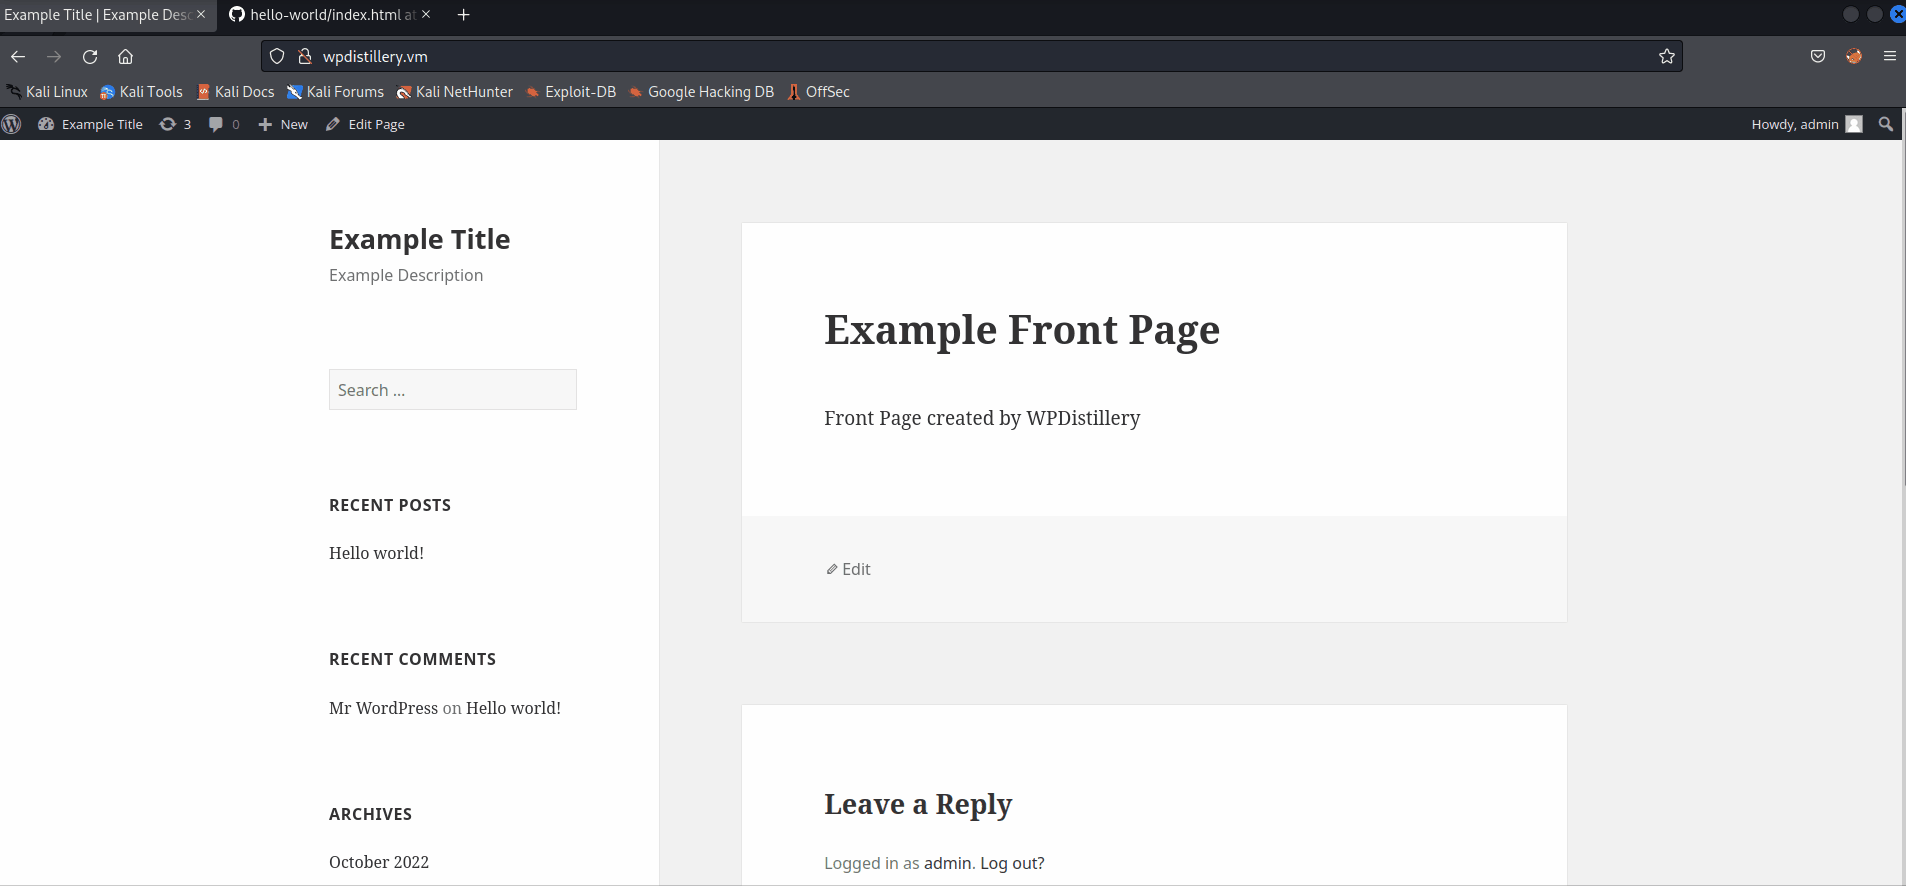 Example Title | Example Desc
hello-world/index.html at
wpdistillery.vm
Kali Linux Kali Tools Kali Docs Kali Forums Kali NetHunter Exploit-DB Google Hacking DB OffSec
Example Title 3 0 New Edit Page Howdy, admin
Example Title
Example Description
Search ...
RECENT POSTS
Hello world!
RECENT COMMENTS
Mr WordPress on Hello world!
ARCHIVES
October 2022
Example Front Page
Front Page created by WPDistillery
Edit
Leave a Reply
Logged in as admin. Log out?